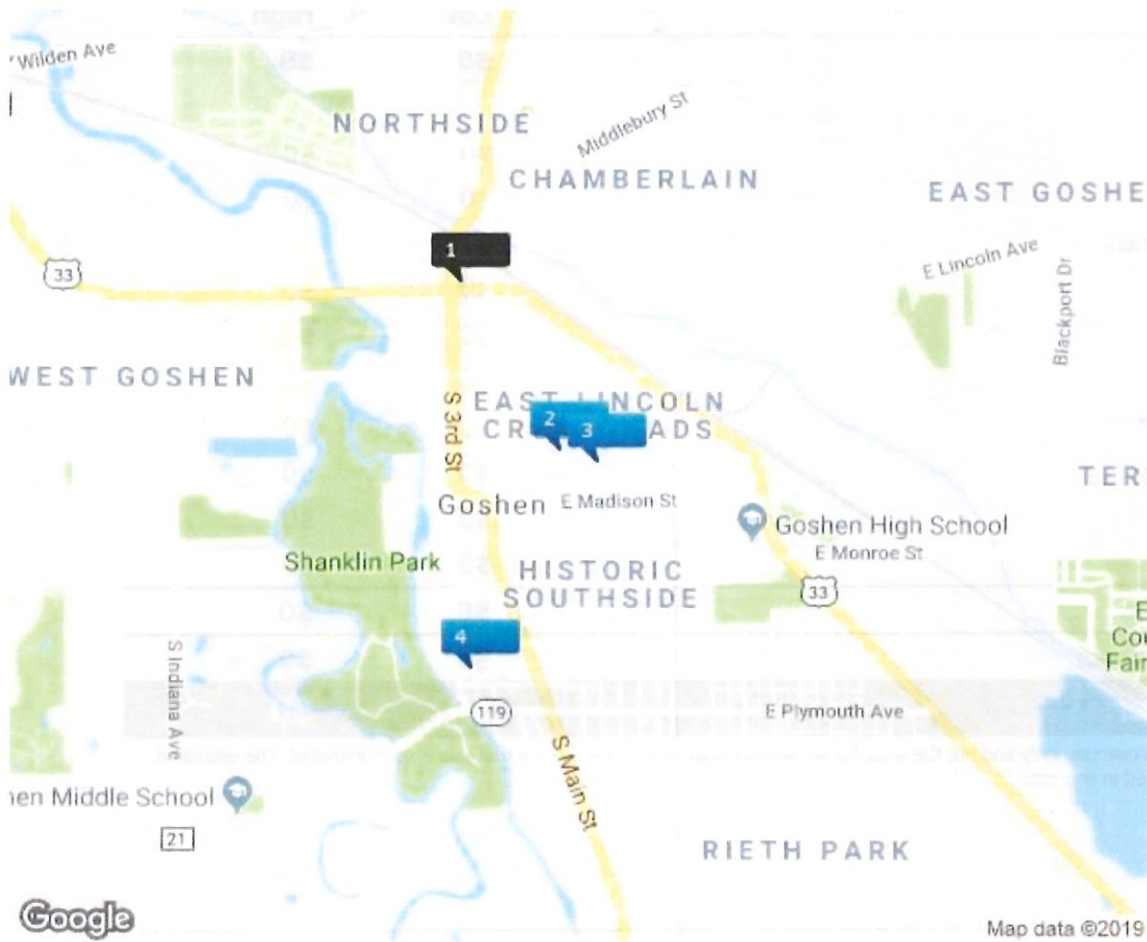 Wilden Ave
NORTHSIDE
Middlebury St
CHAMBERLAIN
EAST GOSHE
1
33
E Lincoln Ave
Blackport Dr
WEST GOSHEN
S 3rd St
EAST LINCOLN
2
3
ADS
TER
Goshen
E Madison St
Goshen High School
E Monroe St
Shanklin Park
HISTORIC
SOUTHSIDE
33
4
S Indiana Ave
119
E Plymouth Ave
S Main St
hen Middle School
21
RIETH PARK
Google
Map data ©2019